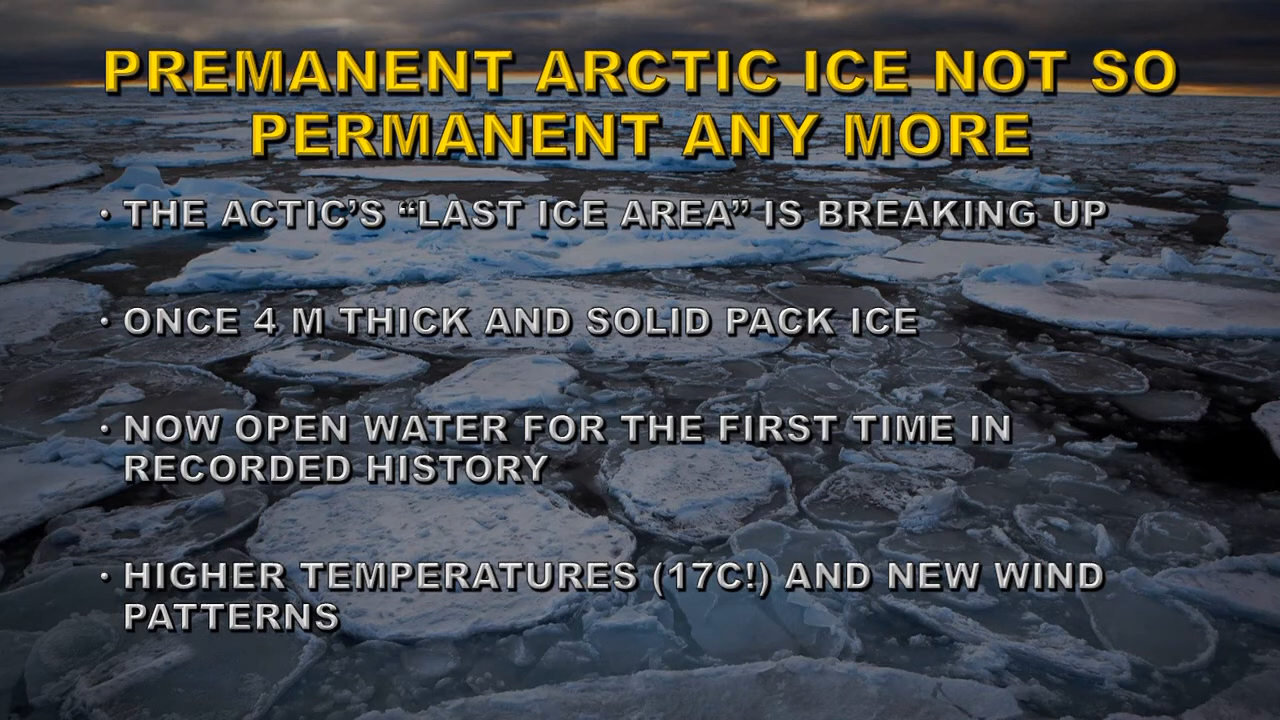 PREMANENT ARCTIC ICE NOT SO
PERMANENT ANY MORE
• THE ACTIC'S “LAST ICE AREA” IS BREAKING UP
• ONCE 4 M THICK AND SOLID PACK ICE
• NOW OPEN WATER FOR THE FIRST TIME IN
RECORDED HISTORY
• HIGHER TEMPERATURES (17C!) AND NEW WIND
PATTERNS